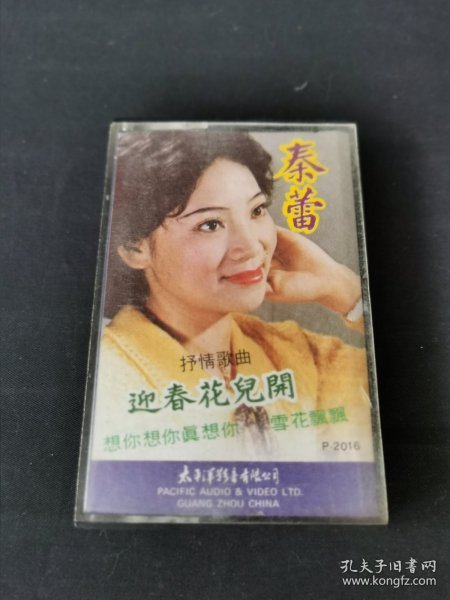 秦蕾
抒情歌曲
迎春花兒開
想你想你眞想你 雪花飄飄
P-2016
太平洋影音有限公司
PACIFIC AUDIO & VIDEO LTD.
GUANG ZHOU CHINA
孔夫子旧书网
www.kongfz.com